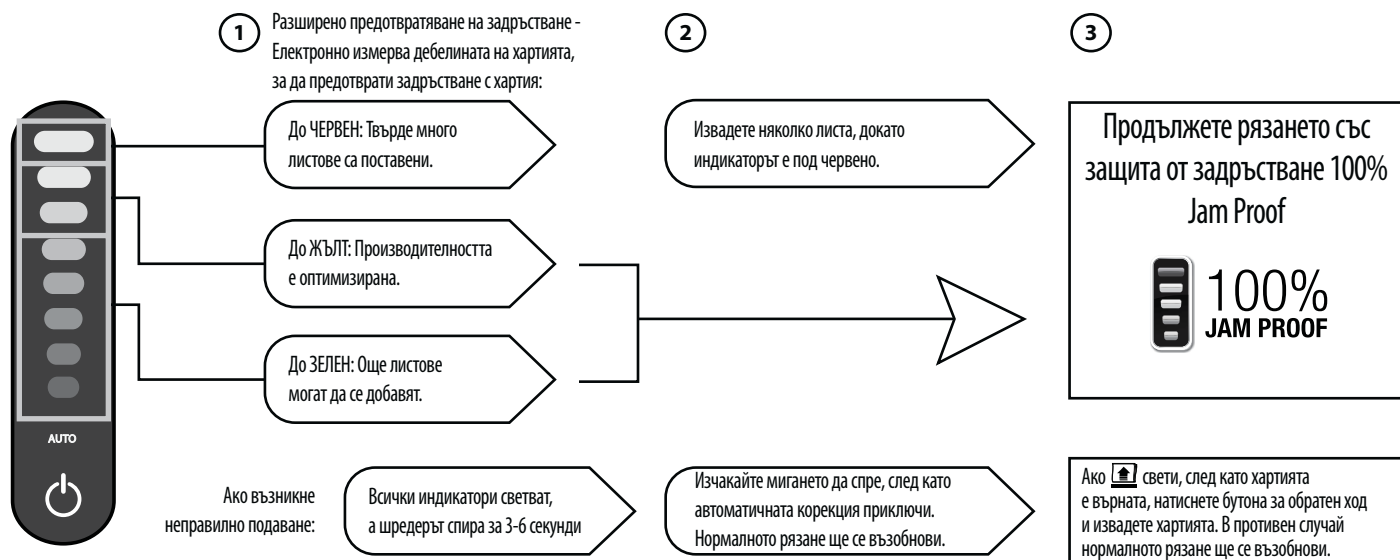 1
Разширено предотвратяване на задръстване -
Електронно измерва дебелината на хартията,
за да предотврати задръстване с хартия:
До ЧЕРВЕН: Твърде много
листове са поставени.
До ЖЪЛТ: Производителността
е оптимизирана.
До ЗЕЛЕН: Още листове
могат да се добавят.
2
Извадете няколко листа, докато
индикаторът е под червено.
3
Продължете рязането със
защита от задръстване 100%
Jam Proof
100%
JAM PROOF
AUTO
Ако възникне
неправилно подаване:
Всички индикатори светват,
а шредерът спира за 3-6 секунди
Изчакайте мигането да спре, след като
автоматичната корекция приключи.
Нормалното рязане ще се възобнови.
Ако свети, след като хартията
е върната, натиснете бутона за обратен ход
и извадете хартията. В противен случай
нормалното рязане ще се възобнови.